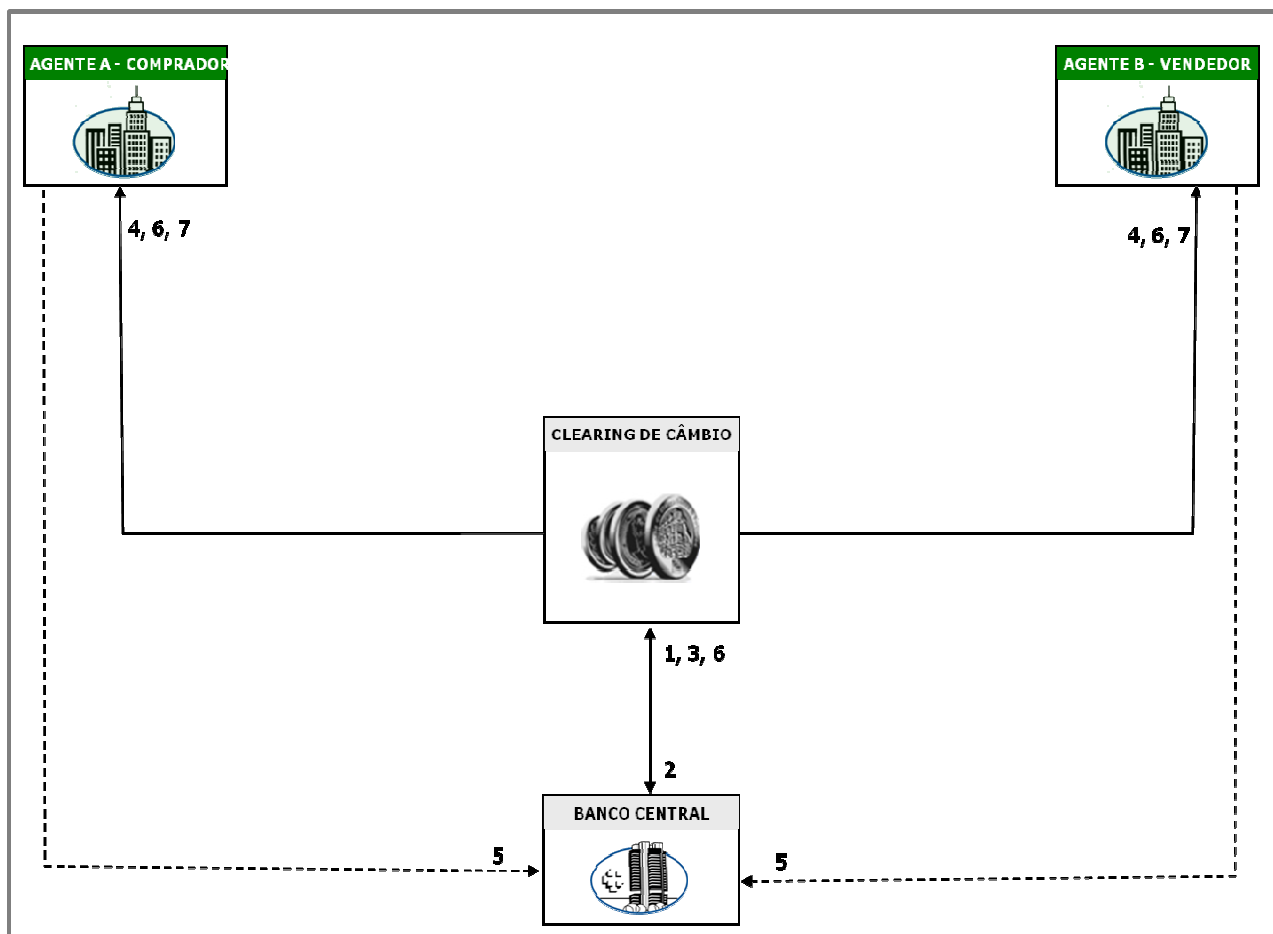 AGENTE A - COMPRADOR
AGENTE B - VENDEDOR
4, 6, 7
4, 6, 7
CLEARING DE CÂMBIO
1, 3, 6
2
BANCO CENTRAL
5
5